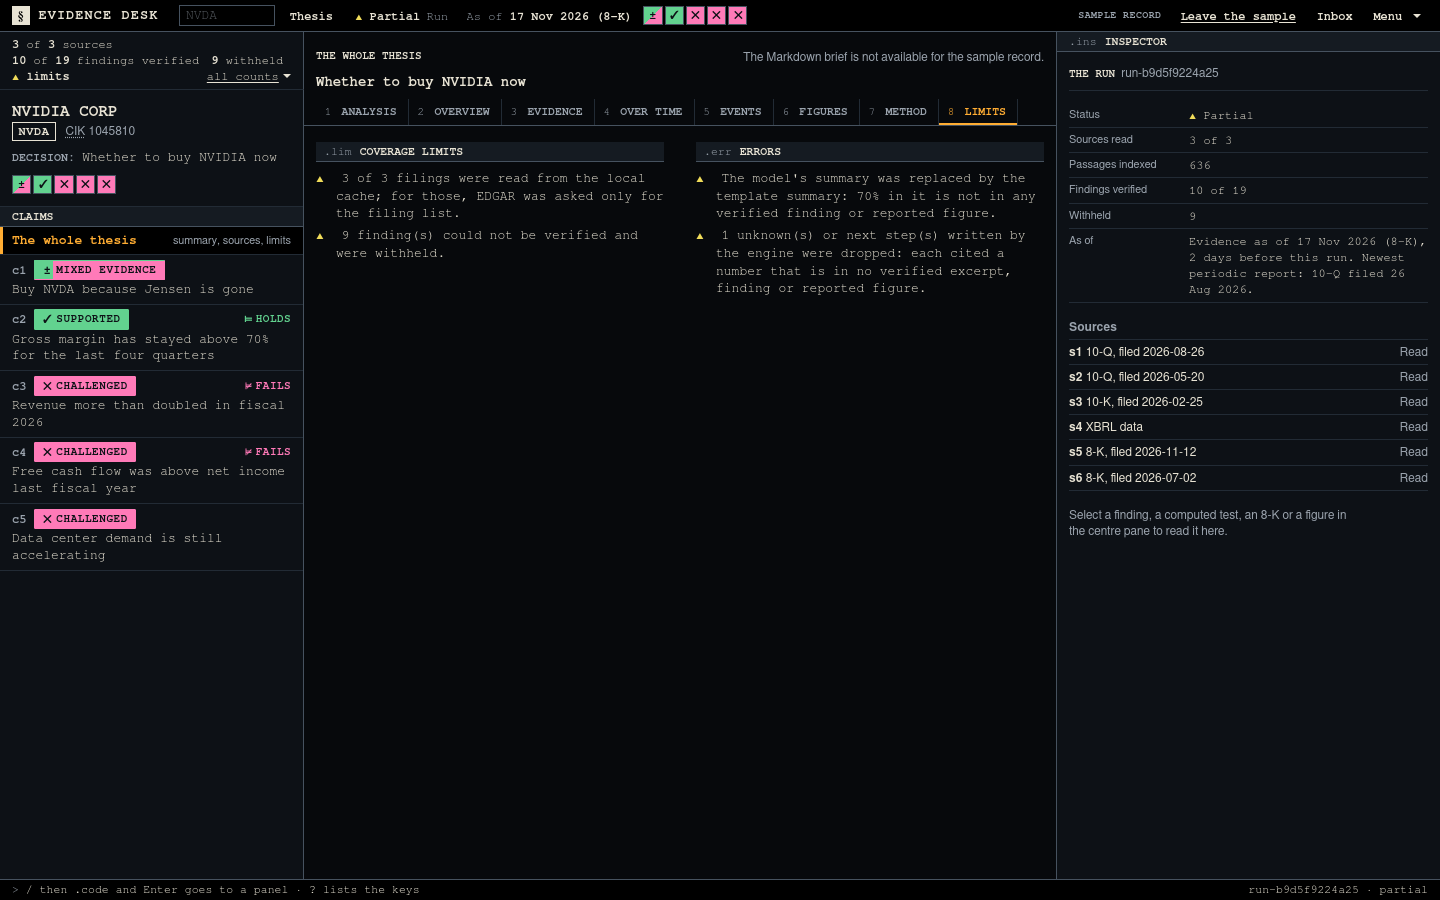 § EVIDENCE DESK NVDA Thesis ▲ Partial Run As of 17 Nov 2026 (8-K) ± ✓ ✕ ✕ ✕ SAMPLE RECORD Leave the sample Inbox Menu
3 of 3 sources
10 of 19 findings verified 9 withheld
▲ limits all counts
NVIDIA CORP
NVDA CIK 1045810
DECISION: Whether to buy NVIDIA now
± ✓ ✕ ✕ ✕
CLAIMS
The whole thesis summary, sources, limits
c1 ± MIXED EVIDENCE
Buy NVDA because Jensen is gone
c2 ✓ SUPPORTED ⊨ HOLDS
Gross margin has stayed above 70%
for the last four quarters
c3 ✕ CHALLENGED ⊭ FAILS
Revenue more than doubled in fiscal
2026
c4 ✕ CHALLENGED ⊭ FAILS
Free cash flow was above net income
last fiscal year
c5 ✕ CHALLENGED
Data center demand is still
accelerating
THE WHOLE THESIS The Markdown brief is not available for the sample record.
Whether to buy NVIDIA now
1 ANALYSIS 2 OVERVIEW 3 EVIDENCE 4 OVER TIME 5 EVENTS 6 FIGURES 7 METHOD 8 LIMITS
.lim COVERAGE LIMITS
▲ 3 of 3 filings were read from the local
cache; for those, EDGAR was asked only for
the filing list.
▲ 9 finding(s) could not be verified and
were withheld.
.err ERRORS
▲ The model's summary was replaced by the
template summary: 70% in it is not in any
verified finding or reported figure.
▲ 1 unknown(s) or next step(s) written by
the engine were dropped: each cited a
number that is in no verified excerpt,
finding or reported figure.
.ins INSPECTOR
THE RUN run-b9d5f9224a25
Status ▲ Partial
Sources read 3 of 3
Passages indexed 636
Findings verified 10 of 19
Withheld 9
As of Evidence as of 17 Nov 2026 (8-K),
2 days before this run. Newest
periodic report: 10-Q filed 26
Aug 2026.
Sources
s1 10-Q, filed 2026-08-26 Read
s2 10-Q, filed 2026-05-20 Read
s3 10-K, filed 2026-02-25 Read
s4 XBRL data Read
s5 8-K, filed 2026-11-12 Read
s6 8-K, filed 2026-07-02 Read
Select a finding, a computed test, an 8-K or a figure in
the centre pane to read it here.
> / then .code and Enter goes to a panel · ? lists the keys run-b9d5f9224a25 · partial